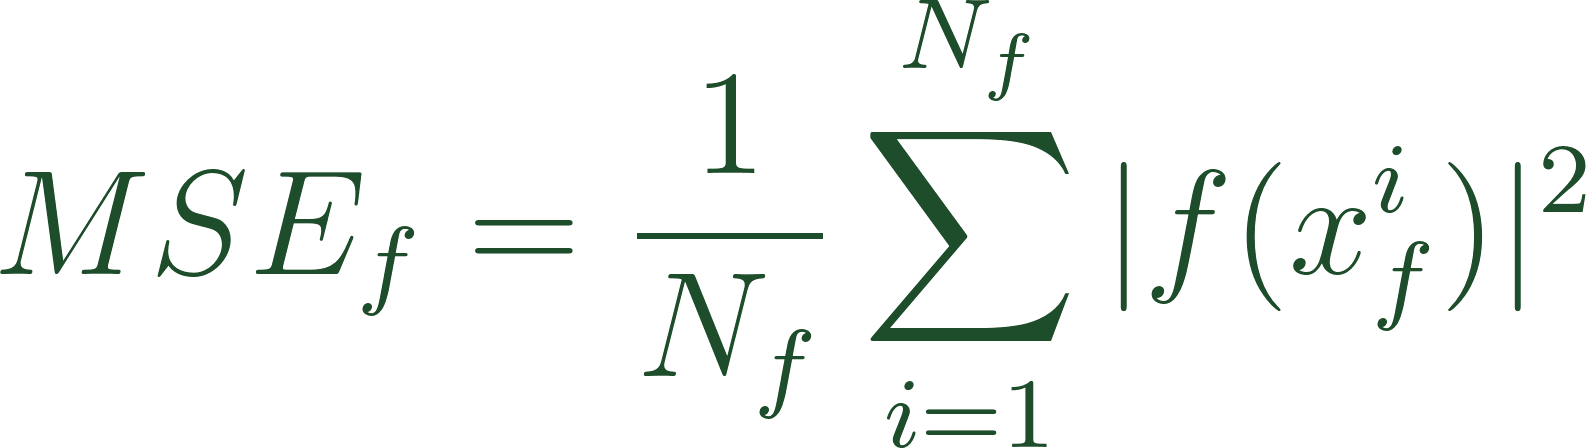 $MSE_f = \frac{1}{N_f} \sum_{i=1}^{N_f} |f(x_f^i)|^2$